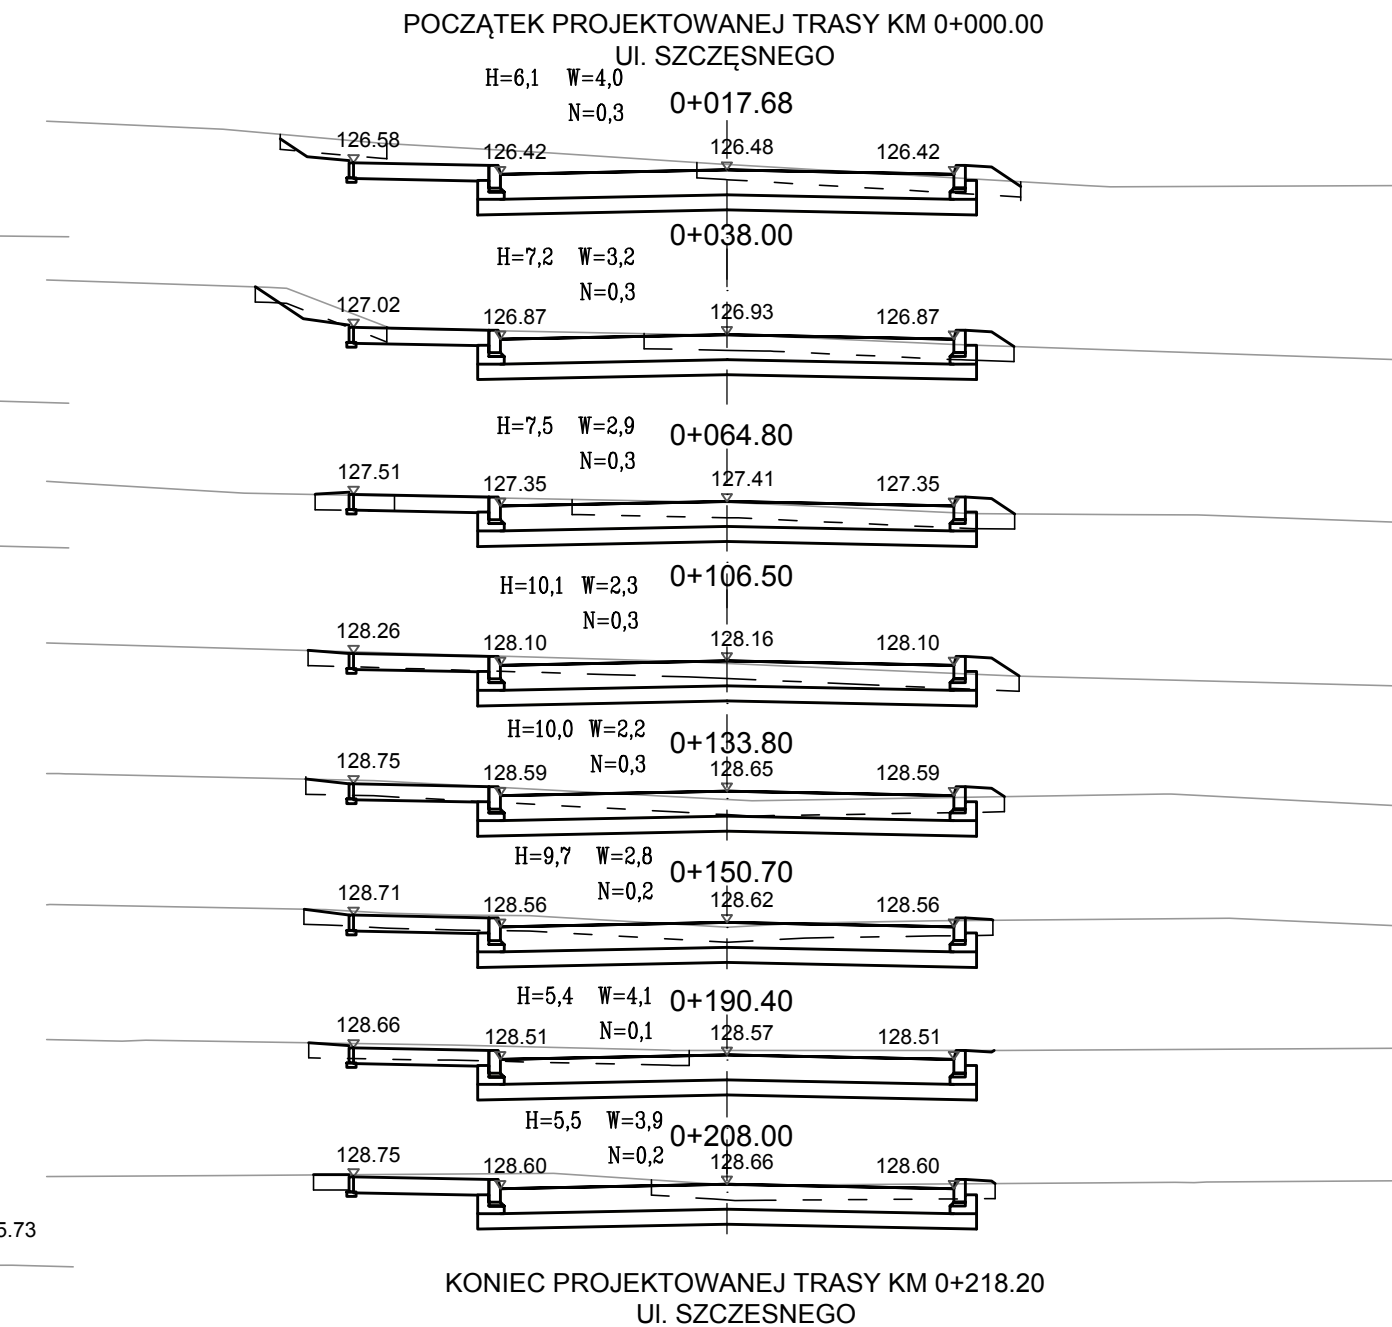 POCZĄTEK PROJEKTOWANEJ TRASY KM 0+000.00
Ul. SZCZĘSNEGO
H=6,1 W=4,0
N=0,3
0+017.68
126.58 126.42 126.48 126.42
0+038.00
H=7,2 W=3,2
N=0,3
127.02 126.87 126.93 126.87
H=7,5 W=2,9
0+064.80
N=0,3
127.51 127.35 127.41 127.35
0+106.50
H=10,1 W=2,3
N=0,3
128.26 128.10 128.16 128.10
H=10,0 W=2,2
0+133.80
N=0,3
128.75 128.59 128.65 128.59
H=9,7 W=2,8
0+150.70
N=0,2
128.71 128.56 128.62 128.56
H=5,4 W=4,1
0+190.40
N=0,1
128.66 128.51 128.57 128.51
H=5,5 W=3,9
0+208.00
N=0,2
128.75 128.60 128.66 128.60
5.73
KONIEC PROJEKTOWANEJ TRASY KM 0+218.20
Ul. SZCZESNEGO